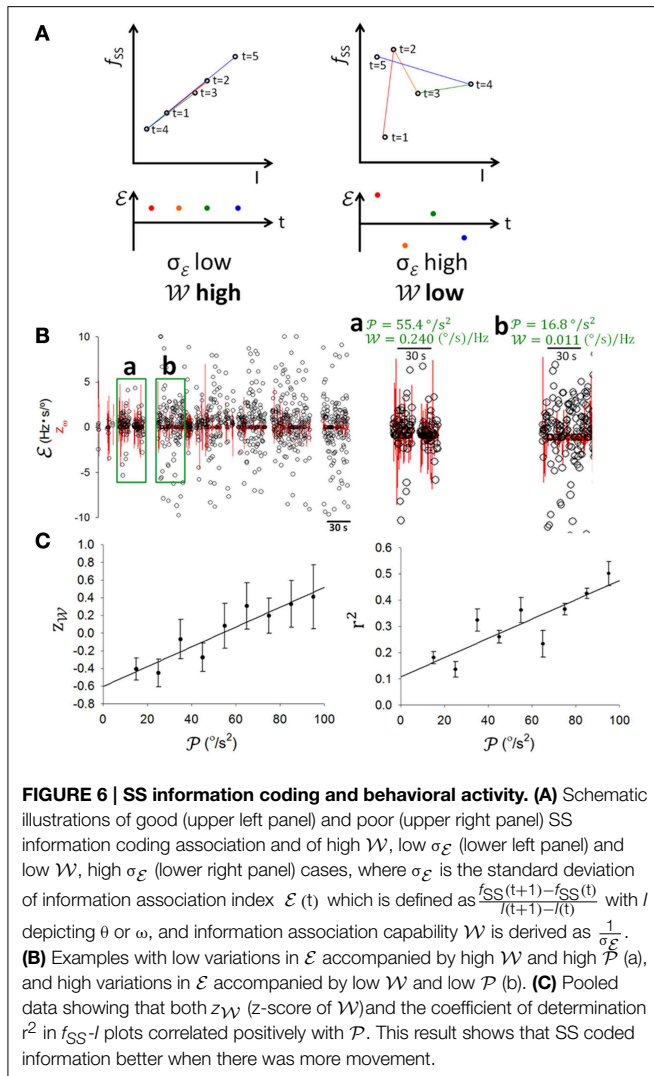 A
f_SS
t=5
t=2
t=3
t=1
t=4
I
ℰ
t
σ_ℰ low
𝒲 high
f_SS
t=2
t=5
t=4
t=3
t=1
I
ℰ
t
σ_ℰ high
𝒲 low
B
ℰ (Hz·s/°)
10
5
0
-5
-10
a
b
30 s
a
𝒫 = 55.4 °/s²
𝒲 = 0.240 (°/s)/Hz
30 s
b
𝒫 = 16.8 °/s²
𝒲 = 0.011 (°/s)/Hz
30 s
C
z_𝒲
1.0
0.8
0.6
0.4
0.2
0.0
-0.2
-0.4
-0.6
-0.8
0 20 40 60 80 100
𝒫 (°/s²)
r²
0.6
0.5
0.4
0.3
0.2
0.1
0.0
0 20 40 60 80 100
𝒫 (°/s²)
FIGURE 6 | SS information coding and behavioral activity. (A) Schematic
illustrations of good (upper left panel) and poor (upper right panel) SS
information coding association and of high 𝒲, low σ_ℰ (lower left panel) and
low 𝒲, high σ_ℰ (lower right panel) cases, where σ_ℰ is the standard deviation
of information association index ℰ (t) which is defined as (f_SS(t+1)−f_SS(t))/(I(t+1)−I(t)) with I
depicting θ or ω, and information association capability 𝒲 is derived as 1/σ_ℰ.
(B) Examples with low variations in ℰ accompanied by high 𝒲 and high 𝒫 (a),
and high variations in ℰ accompanied by low 𝒲 and low 𝒫 (b). (C) Pooled
data showing that both z_𝒲 (z-score of 𝒲)and the coefficient of determination
r² in f_SS-I plots correlated positively with 𝒫. This result shows that SS coded
information better when there was more movement.